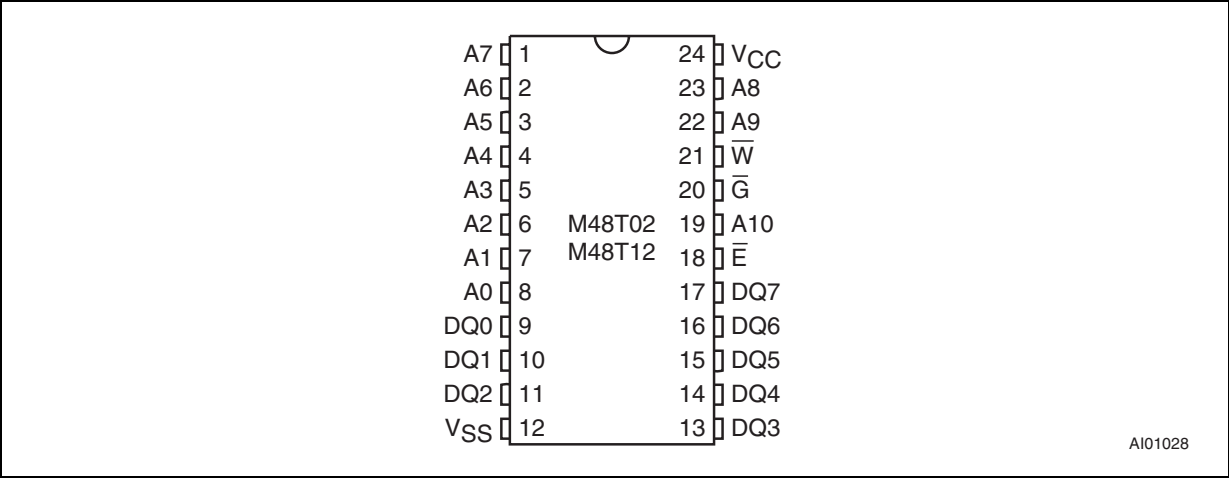 A7 1 24 VCC
A6 2 23 A8
A5 3 22 A9
A4 4 21 W̅
A3 5 20 G̅
A2 6 M48T02 19 A10
A1 7 M48T12 18 E̅
A0 8 17 DQ7
DQ0 9 16 DQ6
DQ1 10 15 DQ5
DQ2 11 14 DQ4
VSS 12 13 DQ3
AI01028